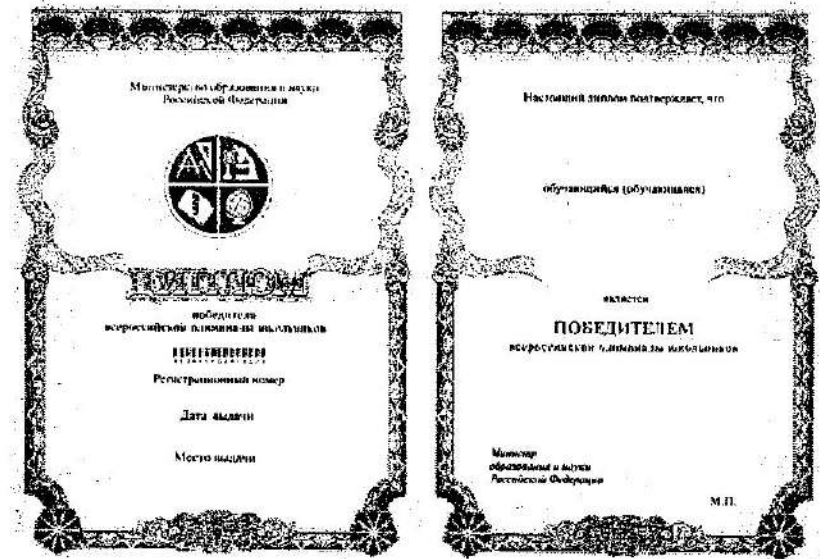 Министерство образования и науки
Российской Федерации
ДИПЛОМ
победителя
всероссийской олимпиады школьников
Регистрационный номер
Дата выдачи
Место выдачи
Настоящий диплом подтверждает, что
обучающийся (обучающаяся)
является
ПОБЕДИТЕЛЕМ
всероссийской олимпиады школьников
Министр
образования и науки
Российской Федерации
М.П.